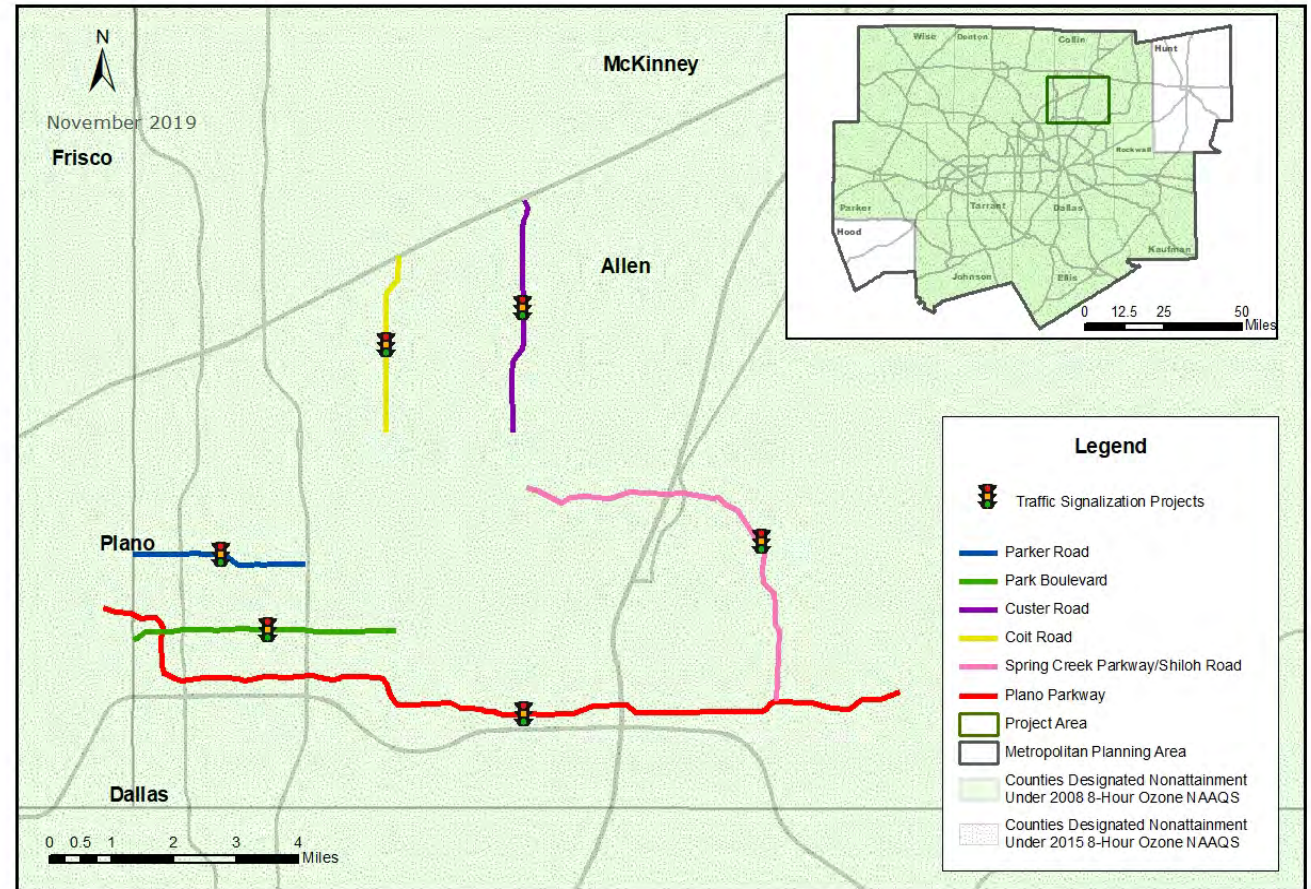 N
November 2019
McKinney
Frisco
Allen
Plano
Dallas
0 0.5 1 2 3 4
Miles
Wise Denton Collin
Hunt
Rockwall
Parker Tarrant Dallas
Hood
Kaufman
Johnson Ellis
0 12.5 25 50
Miles
Legend
Traffic Signalization Projects
Parker Road
Park Boulevard
Custer Road
Coit Road
Spring Creek Parkway/Shiloh Road
Plano Parkway
Project Area
Metropolitan Planning Area
Counties Designated Nonattainment
Under 2008 8-Hour Ozone NAAQS
Counties Designated Nonattainment
Under 2015 8-Hour Ozone NAAQS